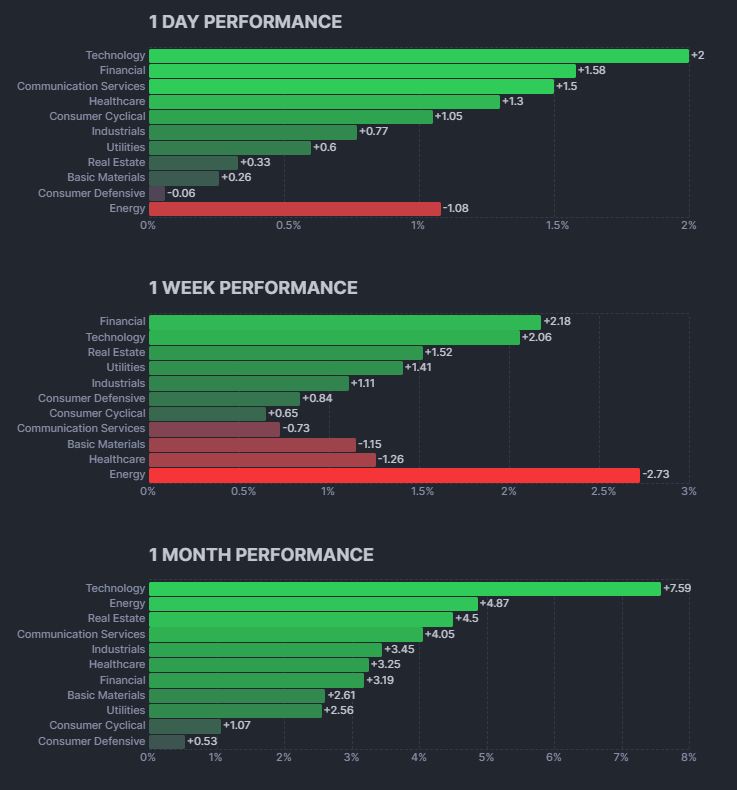 1 DAY PERFORMANCE
Technology +2
Financial +1.58
Communication Services +1.5
Healthcare +1.3
Consumer Cyclical +1.05
Industrials +0.77
Utilities +0.6
Real Estate +0.33
Basic Materials +0.26
Consumer Defensive -0.06
Energy -1.08
0% 0.5% 1% 1.5% 2%
1 WEEK PERFORMANCE
Financial +2.18
Technology +2.06
Real Estate +1.52
Utilities +1.41
Industrials +1.11
Consumer Defensive +0.84
Consumer Cyclical +0.65
Communication Services -0.73
Basic Materials -1.15
Healthcare -1.26
Energy -2.73
0% 0.5% 1% 1.5% 2% 2.5% 3%
1 MONTH PERFORMANCE
Technology +7.59
Energy +4.87
Real Estate +4.5
Communication Services +4.05
Industrials +3.45
Healthcare +3.25
Financial +3.19
Basic Materials +2.61
Utilities +2.56
Consumer Cyclical +1.07
Consumer Defensive +0.53
0% 1% 2% 3% 4% 5% 6% 7% 8%